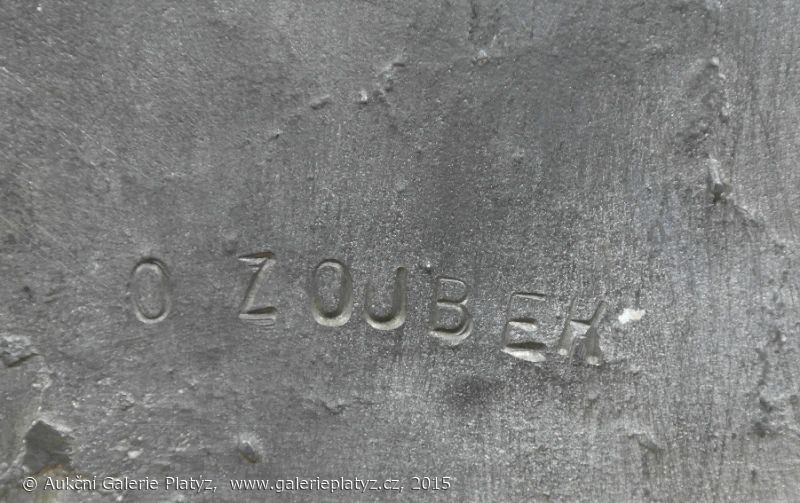 O ZOUBEK
© Aukční Galerie Platýz, www.galerieplatyz.cz, 2015